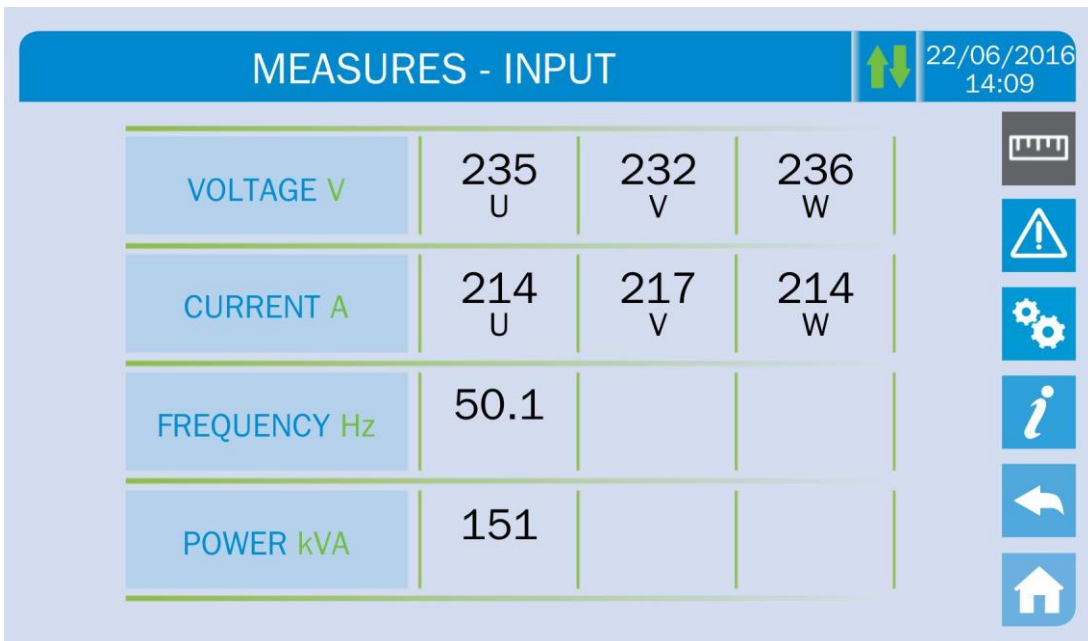 MEASURES - INPUT
22/06/2016
14:09
VOLTAGE V
235
U
232
V
236
W
CURRENT A
214
U
217
V
214
W
FREQUENCY Hz
50.1
POWER kVA
151
i